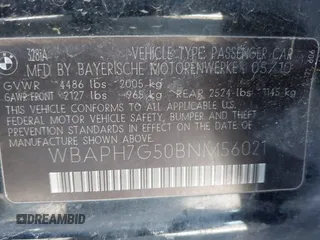 328iA
VEHICLE TYPE PASSENGER CAR
MFD BY BAYERISCHE MOTORENWERKE 05/10
GVWR 4486 lbs 2005 kg
GAWR FRONT 2127 lbs 965 kg REAR 2524 lbs 1145 kg
THIS VEHICLE CONFORMS TO ALL APPLICABLE
U.S. FEDERAL MOTOR VEHICLE
SAFETY, BUMPER, AND THEFT PREVENTION
STANDARDS IN EFFECT ON THE DATE
OF MANUFACTURE SHOWN ABOVE
WBAPH7G50BNM56021
DREAMBID